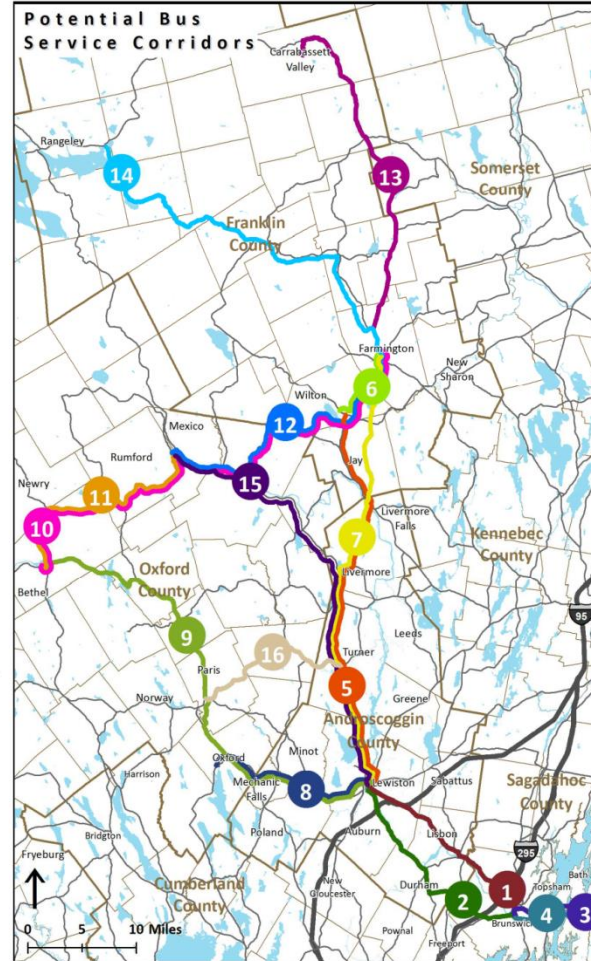 Potential Bus
Service Corridors
Carrabassett
Valley
Rangeley
14
13
Somerset
County
Franklin
County
Farmington
New
Sharon
6
Wilton
Mexico
12
Rumford
Jay
15
Newry
11
Livermore
Falls
10
7
Kennebec
County
Livermore
Oxford
County
Bethel
95
9
Leeds
16
Turner
Paris
5
Norway
Greene
Androscoggin
County
Minot
Oxford
Harrison
Mechanic
Falls
8
Lewiston
Sabattus
Sagadahoc
County
Poland
Auburn
Lisbon
Bridgton
295
Fryeburg
Cumberland
County
New
Gloucester
Durham
2
1
Topsham
Bath
Brunswick
4
3
Pownal
Freeport
0 5 10 Miles